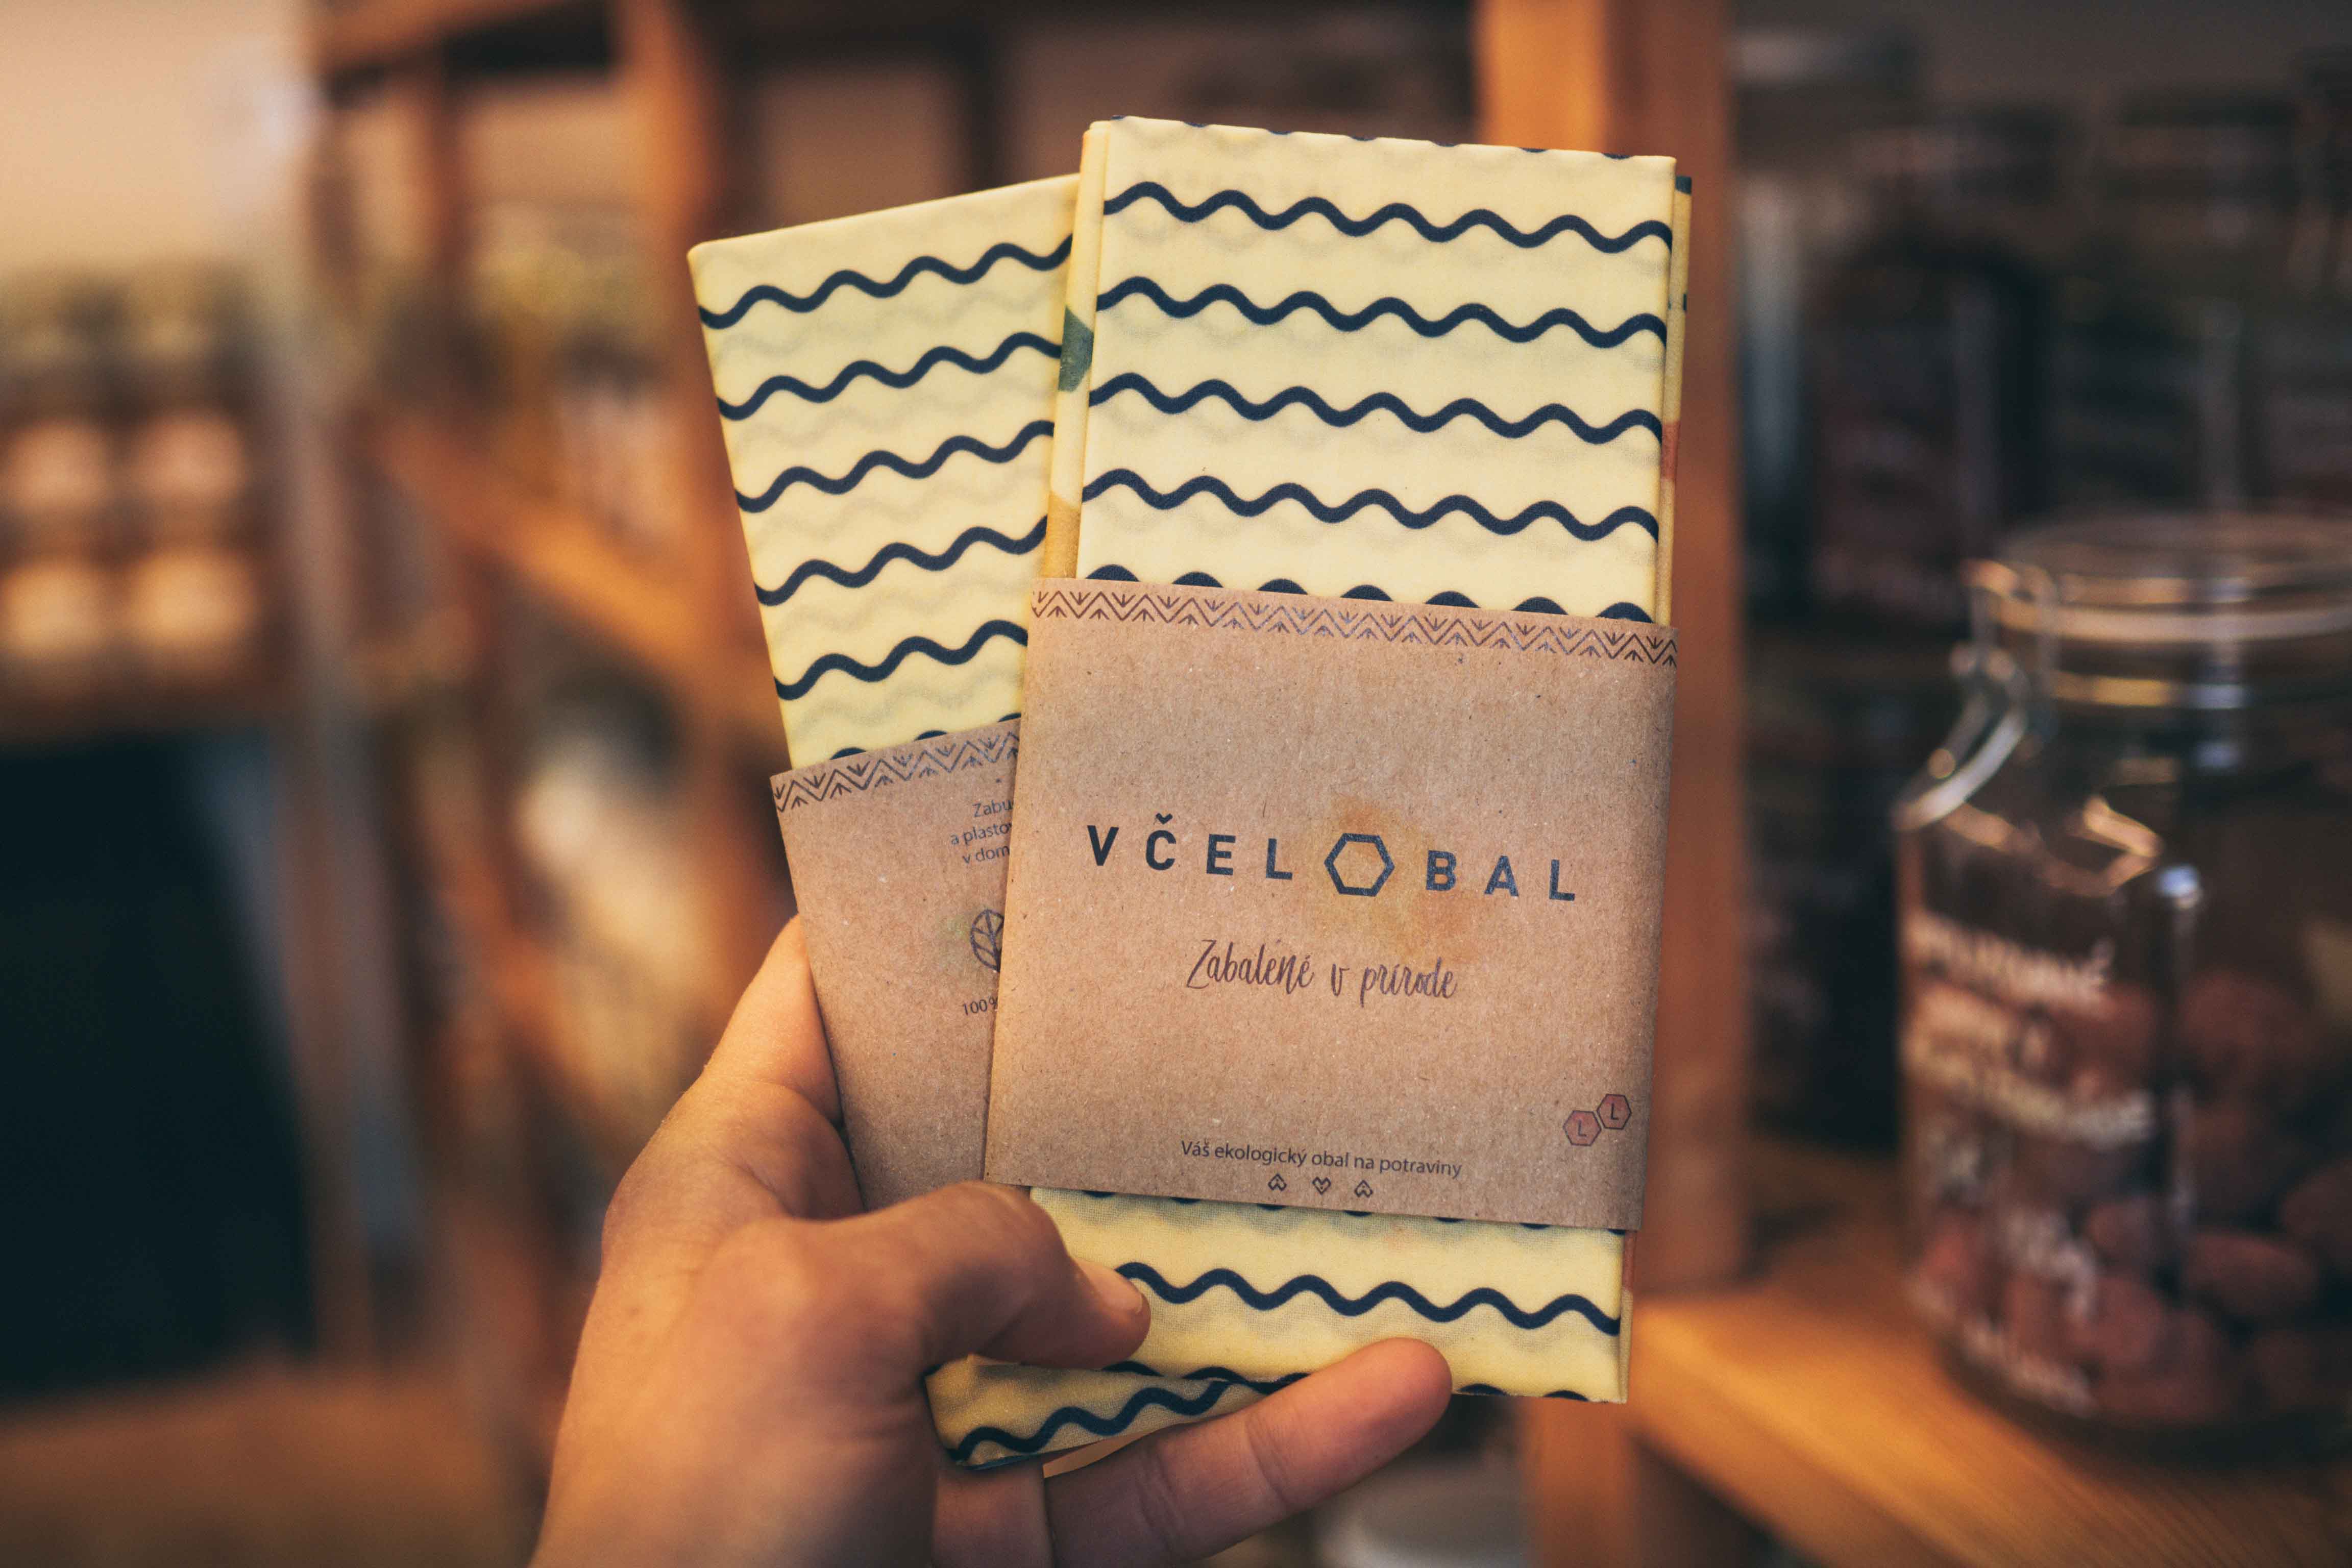 VČELOBAL
Zabalené v prírode
L L
Váš ekologický obal na potraviny
Zabu
a plasto
v dom
100%